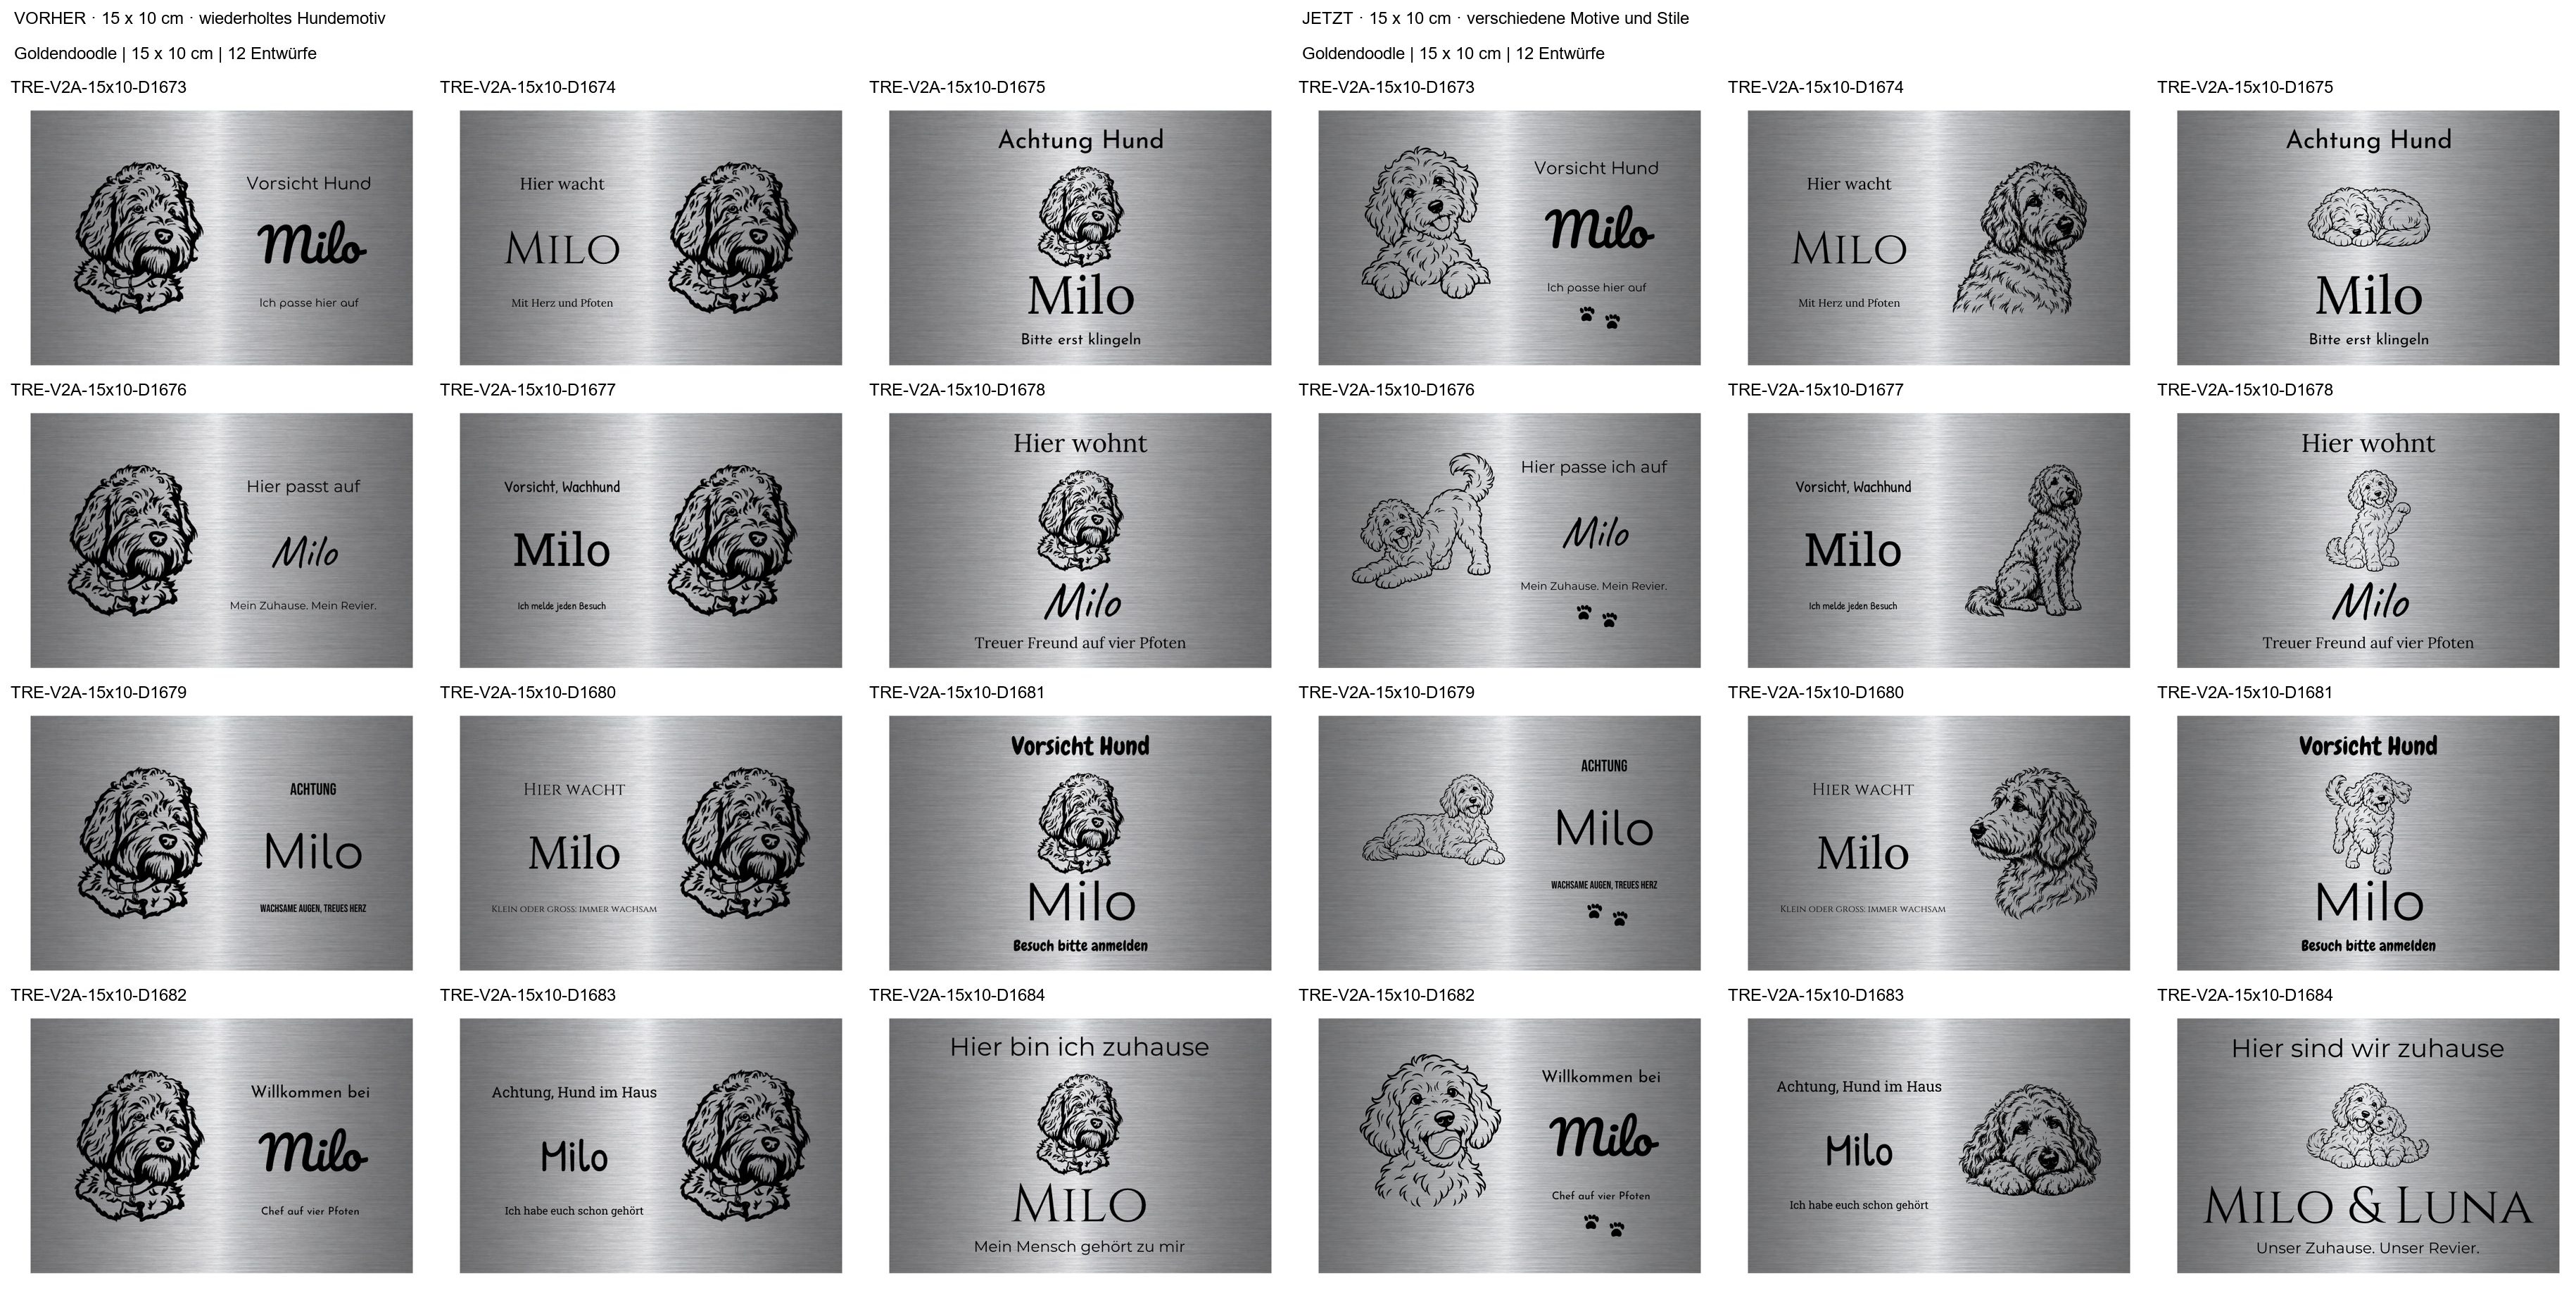 VORHER · 15 x 10 cm · wiederholtes Hundemotiv
Goldendoodle | 15 x 10 cm | 12 Entwürfe
TRE-V2A-15x10-D1673
Vorsicht Hund
Milo
Ich passe hier auf
TRE-V2A-15x10-D1674
Hier wacht
MILO
Mit Herz und Pfoten
TRE-V2A-15x10-D1675
Achtung Hund
Milo
Bitte erst klingeln
TRE-V2A-15x10-D1676
Hier passt auf
Milo
Mein Zuhause. Mein Revier.
TRE-V2A-15x10-D1677
Vorsicht, Wachhund
Milo
Ich melde jeden Besuch
TRE-V2A-15x10-D1678
Hier wohnt
Milo
Treuer Freund auf vier Pfoten
TRE-V2A-15x10-D1679
ACHTUNG
Milo
WACHSAME AUGEN, TREUES HERZ
TRE-V2A-15x10-D1680
HIER WACHT
Milo
KLEIN ODER GROSS: IMMER WACHSAM
TRE-V2A-15x10-D1681
Vorsicht Hund
Milo
Besuch bitte anmelden
TRE-V2A-15x10-D1682
Willkommen bei
Milo
Chef auf vier Pfoten
TRE-V2A-15x10-D1683
Achtung, Hund im Haus
Milo
Ich habe euch schon gehört
TRE-V2A-15x10-D1684
Hier bin ich zuhause
MILO
Mein Mensch gehört zu mir
JETZT · 15 x 10 cm · verschiedene Motive und Stile
Goldendoodle | 15 x 10 cm | 12 Entwürfe
TRE-V2A-15x10-D1673
Vorsicht Hund
Milo
Ich passe hier auf
TRE-V2A-15x10-D1674
Hier wacht
MILO
Mit Herz und Pfoten
TRE-V2A-15x10-D1675
Achtung Hund
Milo
Bitte erst klingeln
TRE-V2A-15x10-D1676
Hier passe ich auf
Milo
Mein Zuhause. Mein Revier.
TRE-V2A-15x10-D1677
Vorsicht, Wachhund
Milo
Ich melde jeden Besuch
TRE-V2A-15x10-D1678
Hier wohnt
Milo
Treuer Freund auf vier Pfoten
TRE-V2A-15x10-D1679
ACHTUNG
Milo
WACHSAME AUGEN, TREUES HERZ
TRE-V2A-15x10-D1680
HIER WACHT
Milo
KLEIN ODER GROSS: IMMER WACHSAM
TRE-V2A-15x10-D1681
Vorsicht Hund
Milo
Besuch bitte anmelden
TRE-V2A-15x10-D1682
Willkommen bei
Milo
Chef auf vier Pfoten
TRE-V2A-15x10-D1683
Achtung, Hund im Haus
Milo
Ich habe euch schon gehört
TRE-V2A-15x10-D1684
Hier sind wir zuhause
MILO & LUNA
Unser Zuhause. Unser Revier.